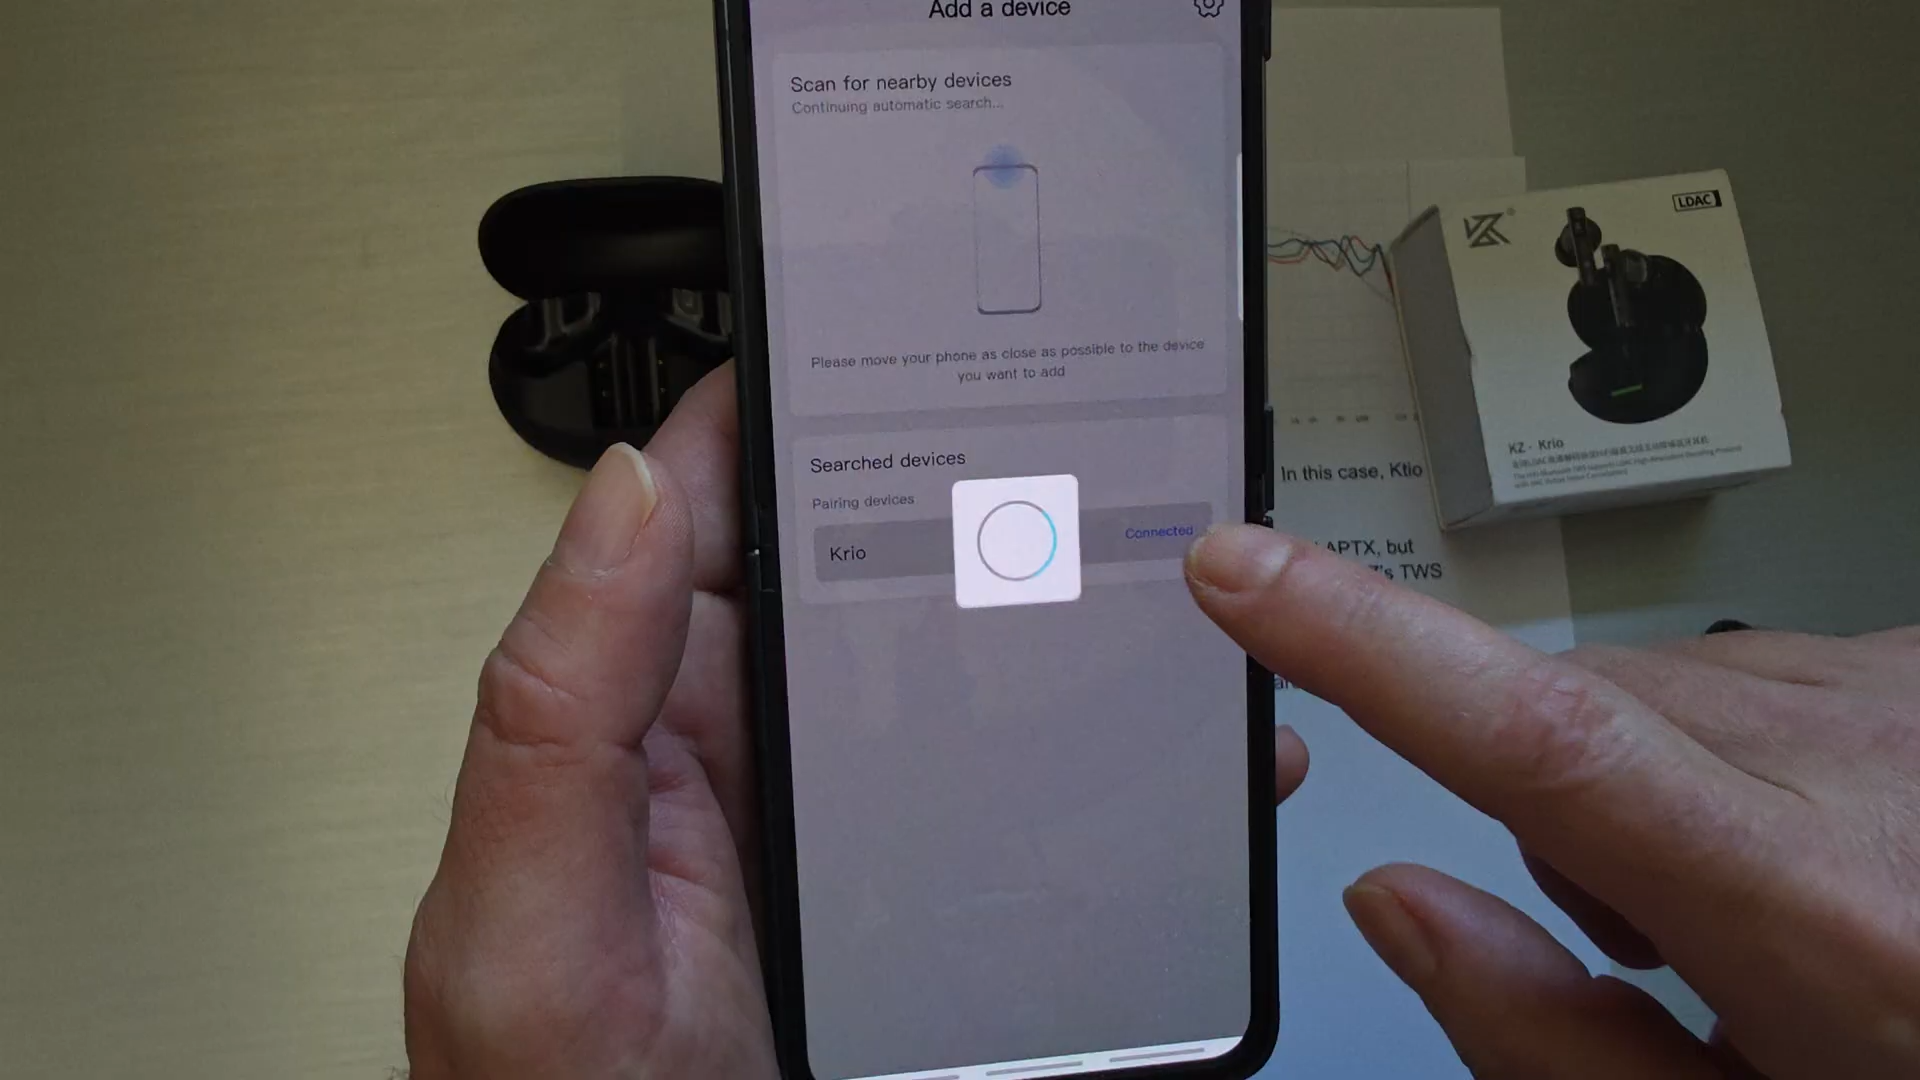 Add a device
Scan for nearby devices
Continuing automatic search...
Please move your phone as close as possible to the device
you want to add
Searched devices
Pairing devices
Krio
Connected
LDAC
KZ · Krio
In this case, Ktio
APTX, but
's TWS